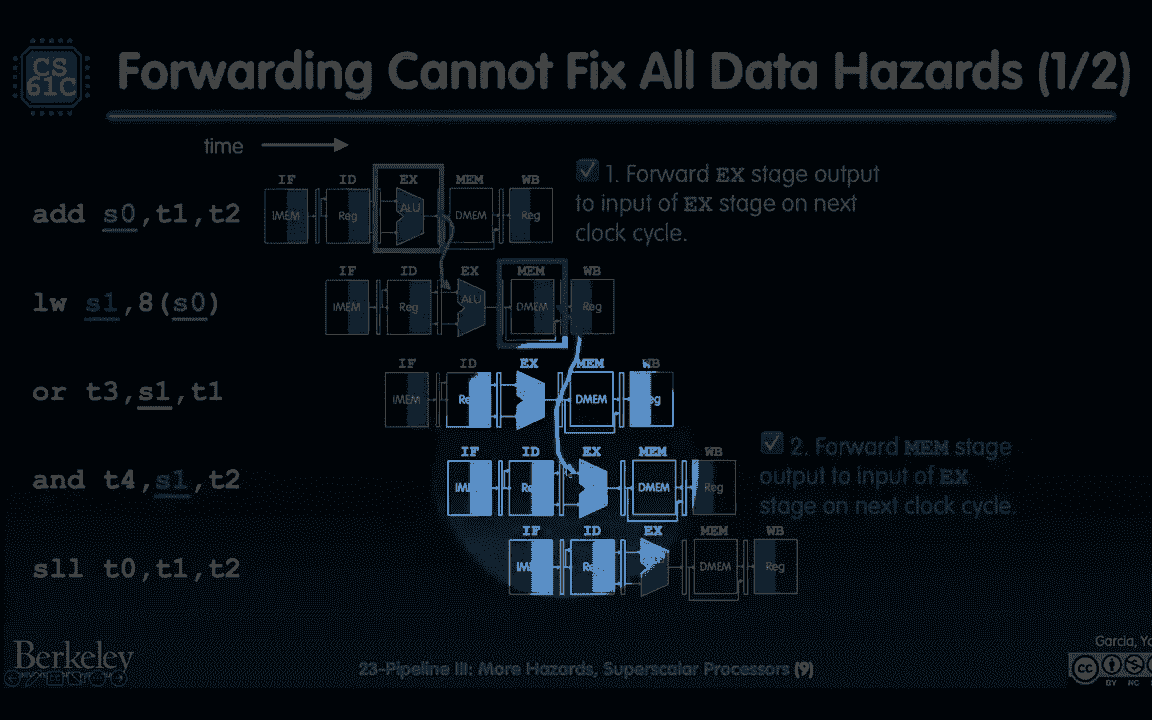 CS
61C
Forwarding Cannot Fix All Data Hazards (1/2)
time
IF ID EX MEM WB
add s0,t1,t2
IMEM Reg ALU DMEM Reg
1. Forward EX stage output
to input of EX stage on next
clock cycle.
IF ID EX MEM WB
lw s1,8(s0)
IMEM Reg ALU DMEM Reg
IF ID EX MEM WB
or t3,s1,t1
IMEM Re DMEM eg
IF ID EX MEM WB
and t4,s1,t2
IM Re DMEM Reg
2. Forward MEM stage
output to input of EX
stage on next clock cycle.
IF ID EX MEM WB
sll t0,t1,t2
IM Re DMEM Reg
Berkeley
23-Pipeline III: More Hazards, Superscalar Processors (9)
Garcia, Yo
cc
BY NC